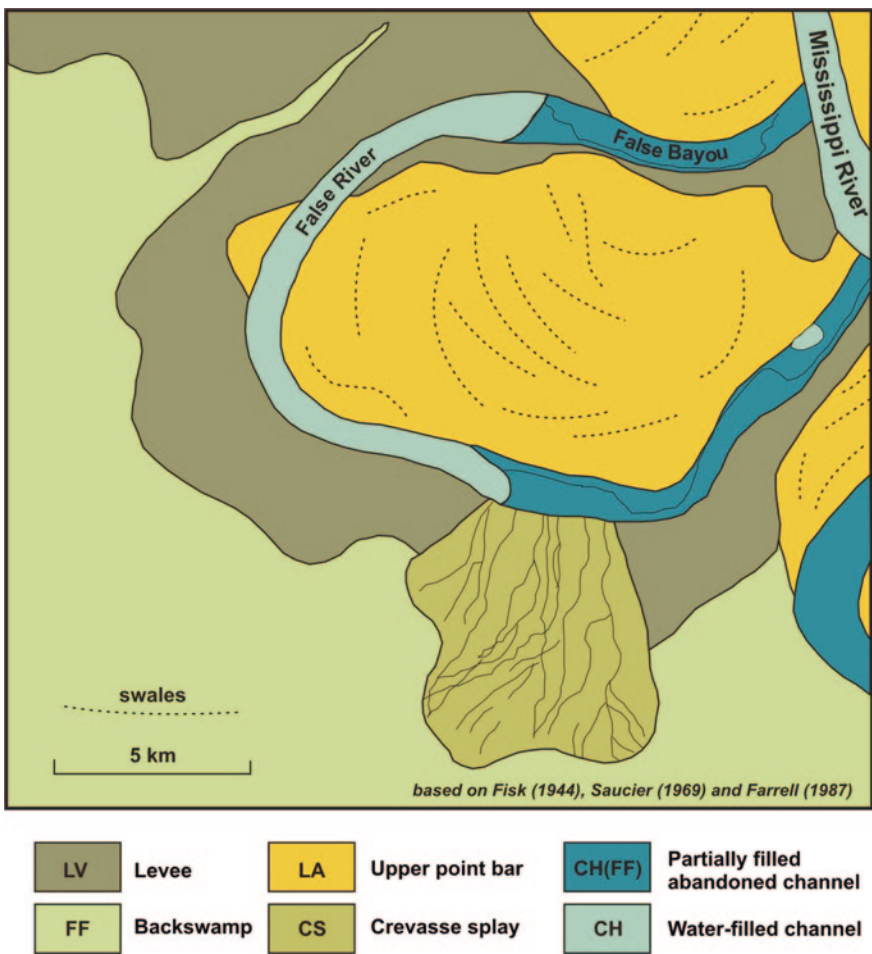 Mississippi River
False Bayou
False River
swales
5 km
based on Fisk (1944), Saucier (1969) and Farrell (1987)
LV Levee
LA Upper point bar
CH(FF) Partially filled
abandoned channel
FF Backswamp
CS Crevasse splay
CH Water-filled channel